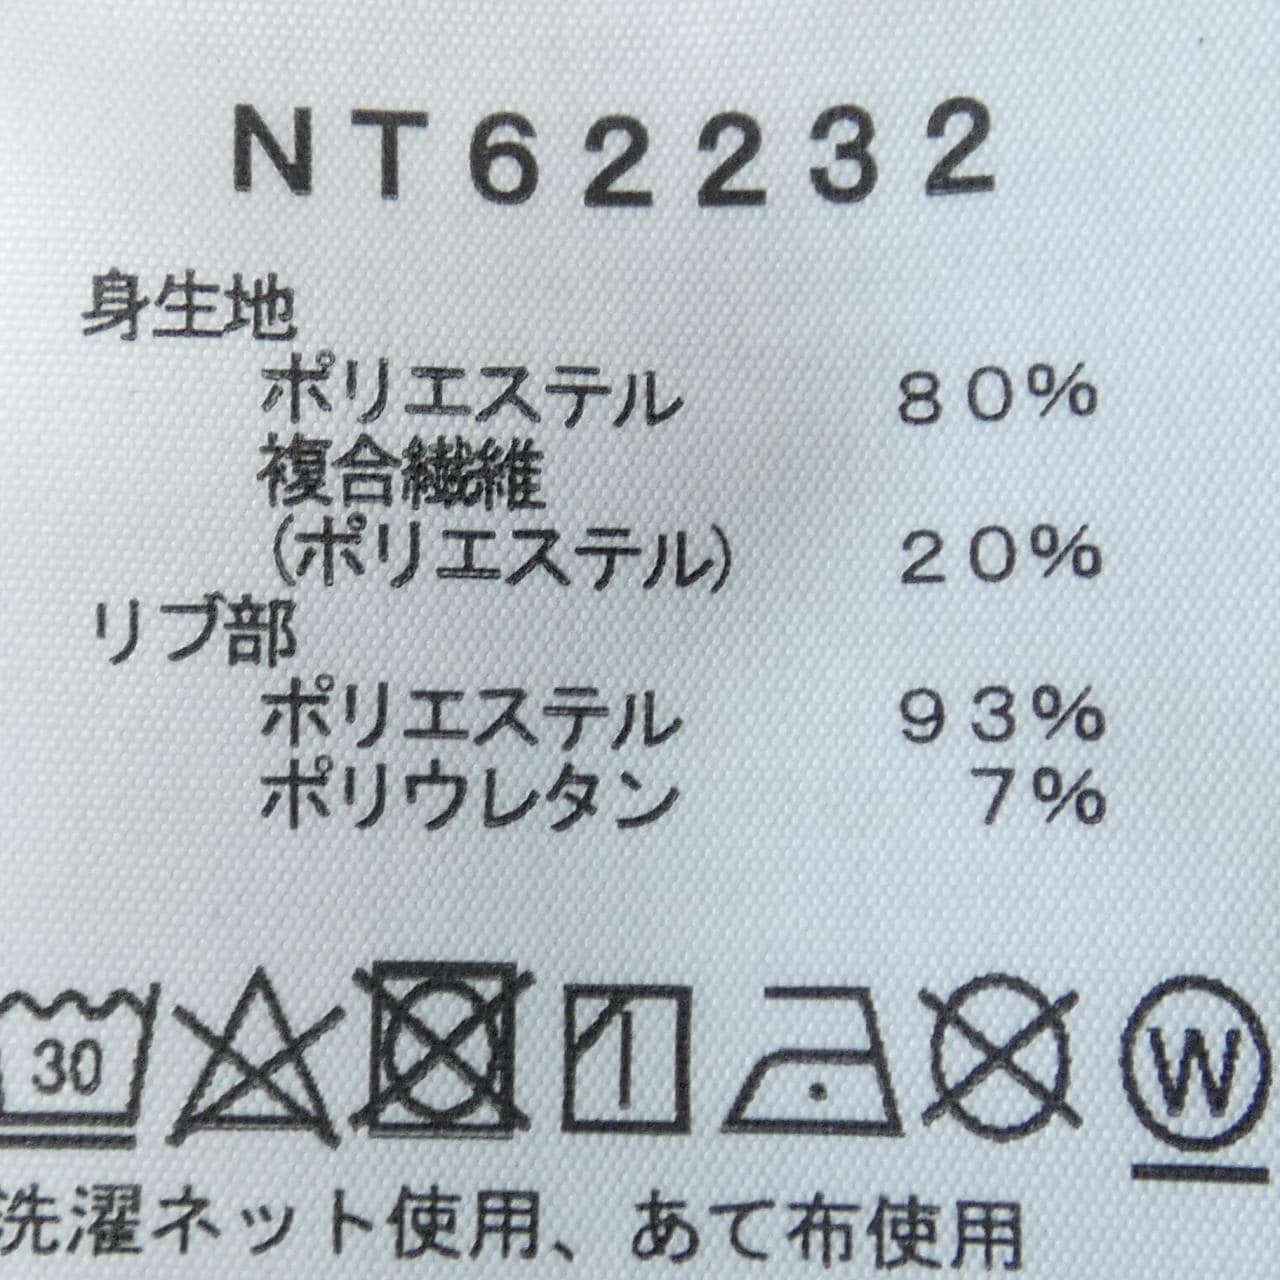 NT62232
身生地
ポリエステル 80%
複合繊維
(ポリエステル) 20%
リブ部
ポリエステル 93%
ポリウレタン 7%
30 W
洗濯ネット使用、あて布使用